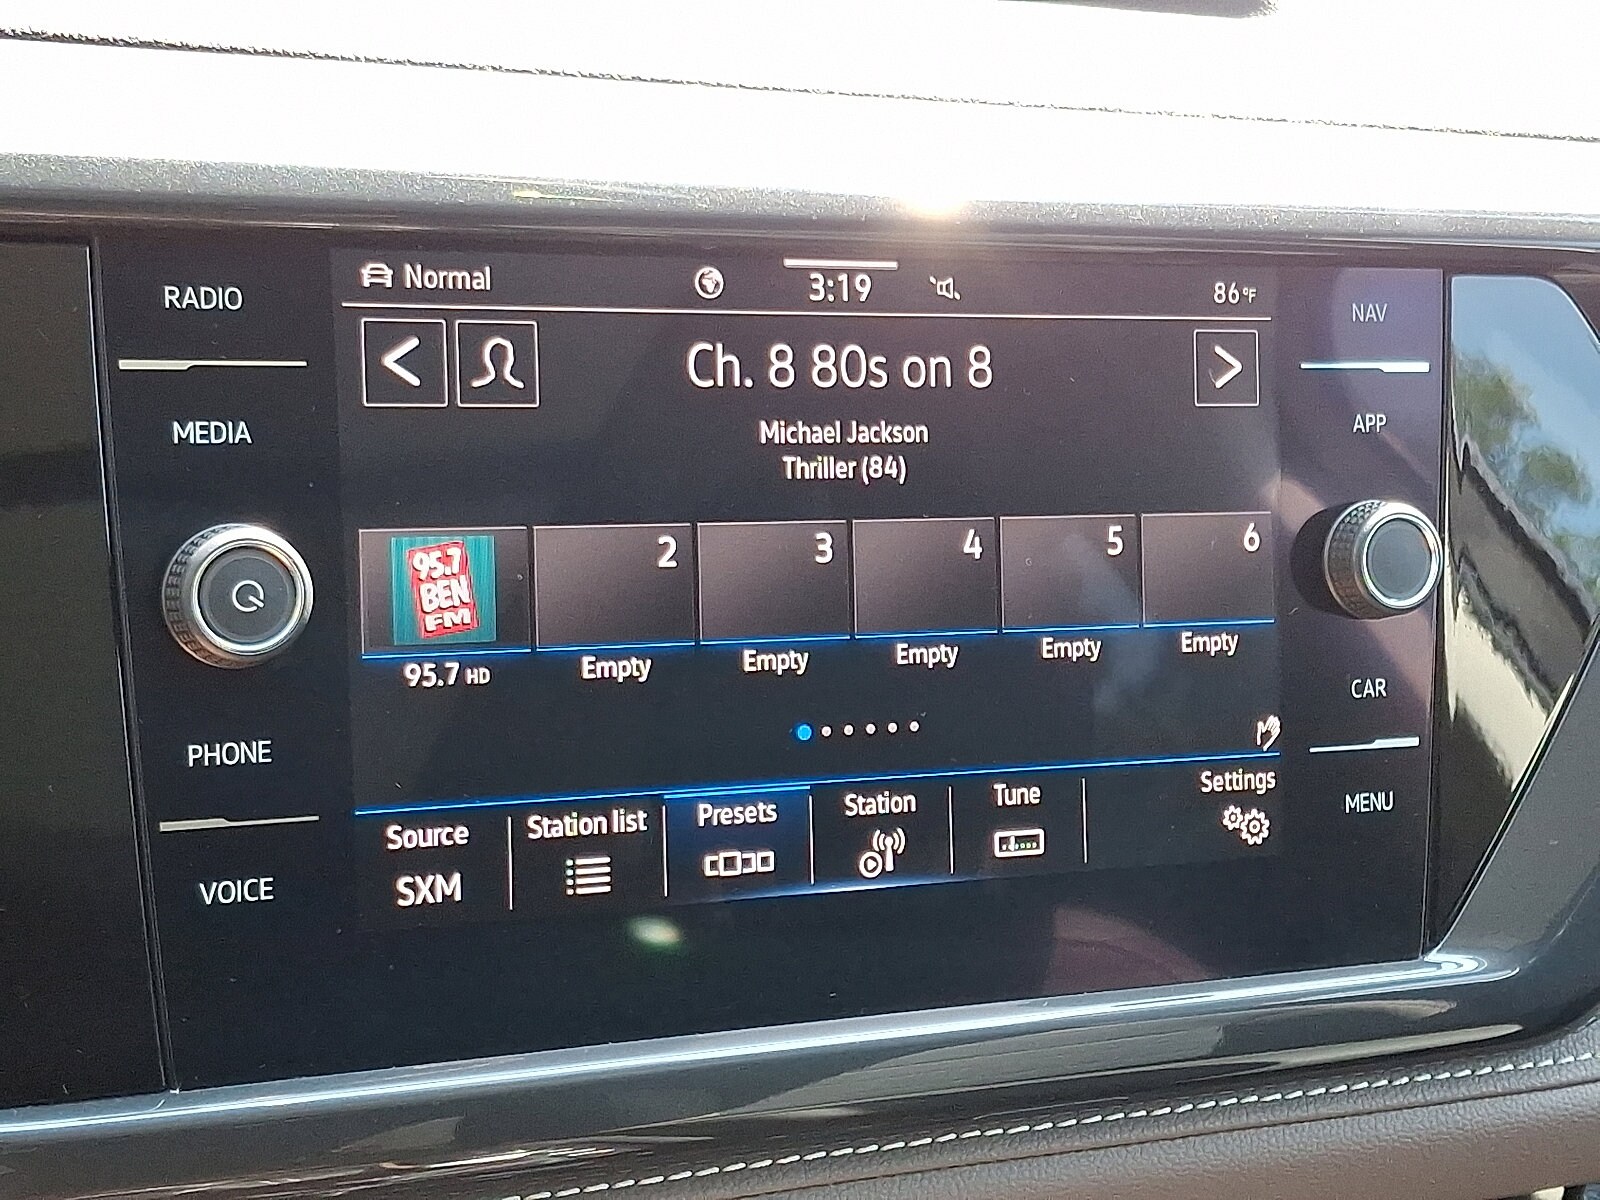 RADIO
MEDIA
PHONE
VOICE
Normal
3:19
86°F
Ch. 8 80s on 8
Michael Jackson
Thriller (84)
95.7
BEN
FM
2
3
4
5
6
95.7 HD
Empty
Empty
Empty
Empty
Empty
Source
SXM
Station list
Presets
Station
Tune
Settings
NAV
APP
CAR
MENU